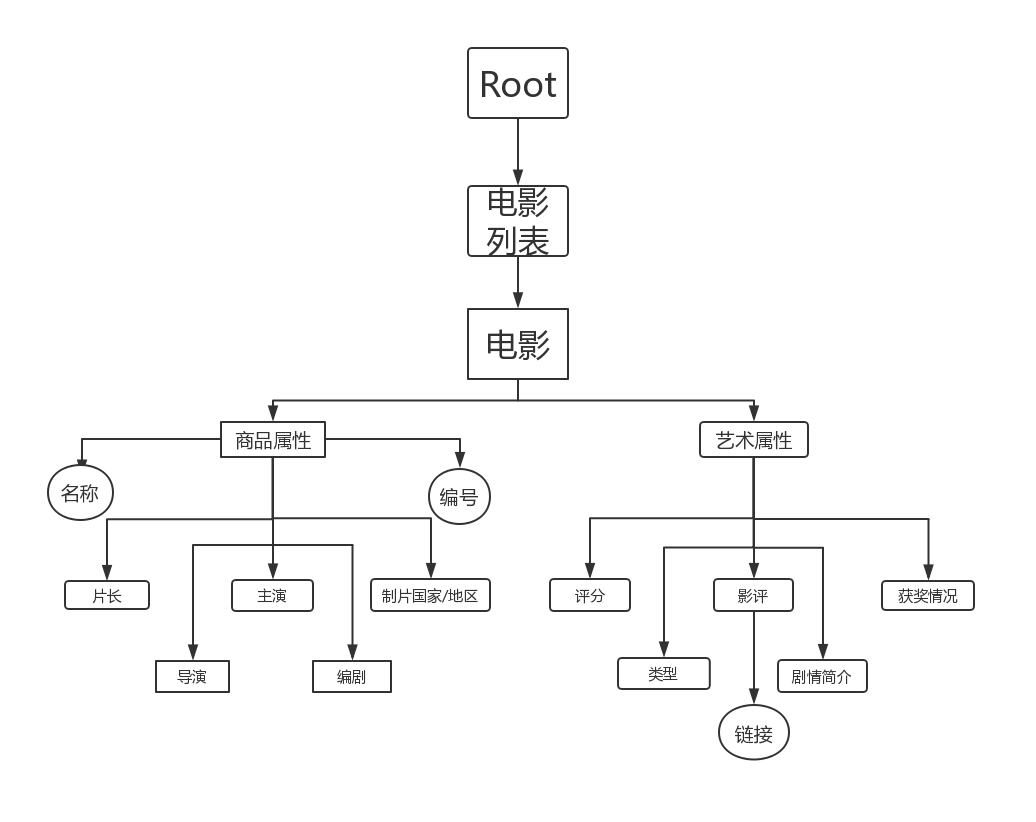 Root
电影
列表
电影
商品属性
艺术属性
名称
编号
片长
主演
制片国家/地区
评分
影评
获奖情况
导演
编剧
类型
剧情简介
链接